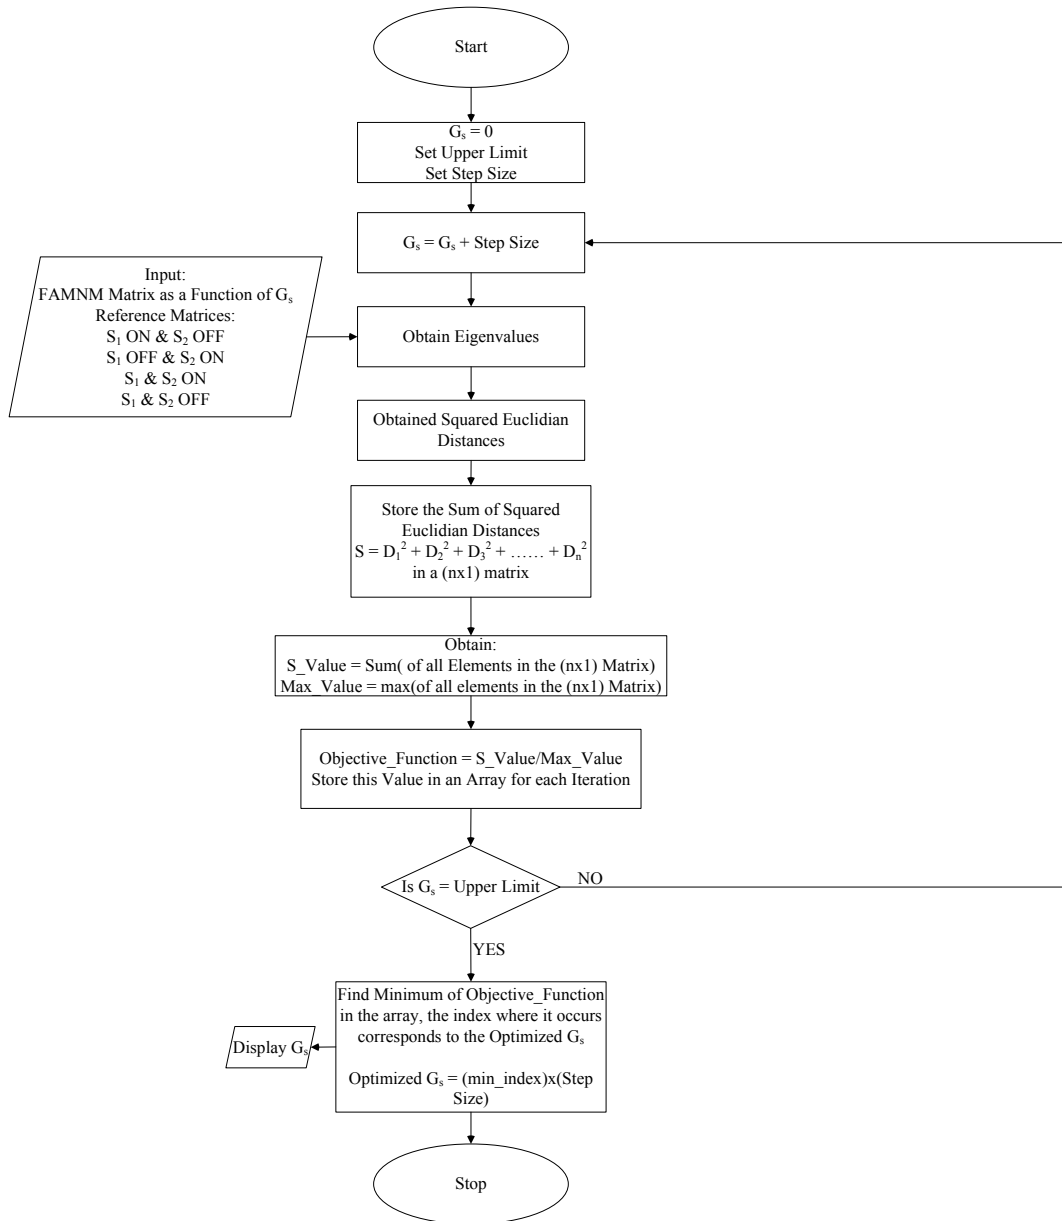 Start
G_s = 0
Set Upper Limit
Set Step Size
G_s = G_s + Step Size
Input:
FAMNM Matrix as a Function of G_s
Reference Matrices:
S_1 ON & S_2 OFF
S_1 OFF & S_2 ON
S_1 & S_2 ON
S_1 & S_2 OFF
Obtain Eigenvalues
Obtained Squared Euclidian
Distances
Store the Sum of Squared
Euclidian Distances
S = D_1^2 + D_2^2 + D_3^2 + …… + D_n^2
in a (nx1) matrix
Obtain:
S_Value = Sum( of all Elements in the (nx1) Matrix)
Max_Value = max(of all elements in the (nx1) Matrix)
Objective_Function = S_Value/Max_Value
Store this Value in an Array for each Iteration
Is G_s = Upper Limit
NO
YES
Find Minimum of Objective_Function
in the array, the index where it occurs
corresponds to the Optimized G_s
Optimized G_s = (min_index)x(Step
Size)
Display G_s
Stop